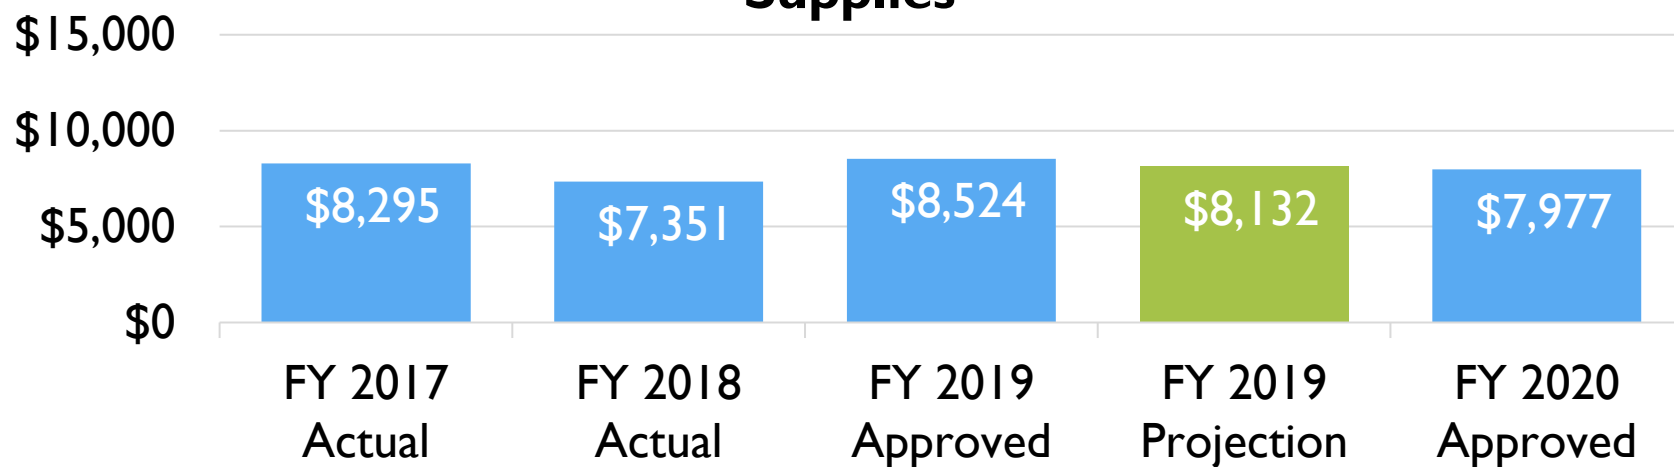 Supplies
$15,000
$10,000
$5,000
$0
$8,295
$7,351
$8,524
$8,132
$7,977
FY 2017 Actual
FY 2018 Actual
FY 2019 Approved
FY 2019 Projection
FY 2020 Approved